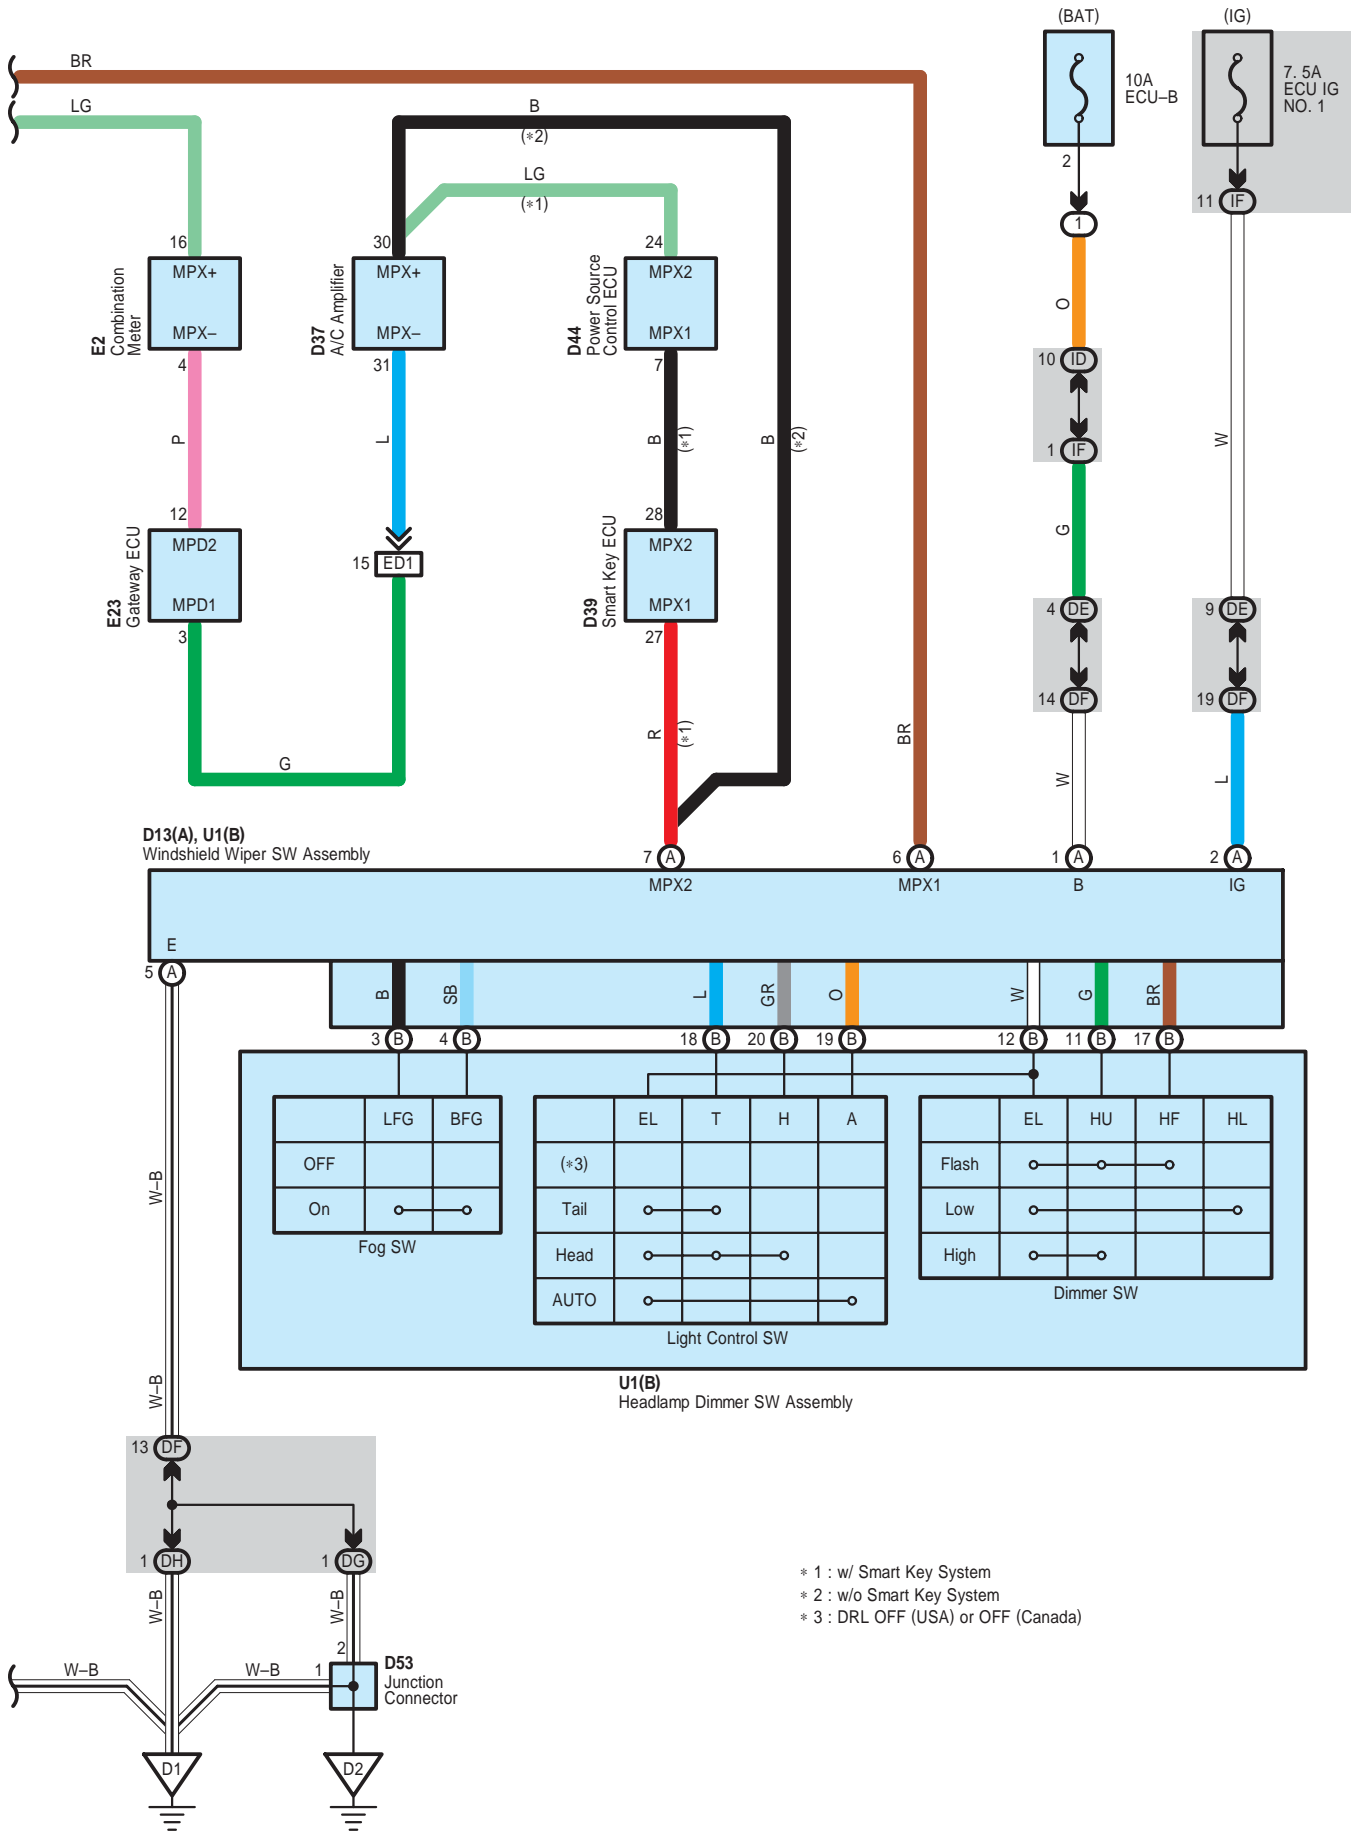 (BAT)
(IG)
BR
10A
ECU–B
7. 5A
ECU IG
NO. 1
LG
B
(∗2)
2
LG
(∗1)
11 IF
1
16
30
24
MPX+
MPX–
E2
Combination
Meter
MPX+
MPX–
D37
A/C Amplifier
MPX2
MPX1
D44
Power Source
Control ECU
O
4
31
7
10 ID
P
L
B
(∗1)
B
(∗2)
1 IF
W
12
28
G
MPD2
MPD1
E23
Gateway ECU
15 ED1
MPX2
MPX1
D39
Smart Key ECU
4 DE
9 DE
3
27
14 DF
19 DF
R
(∗1)
BR
G
W
L
D13(A), U1(B)
Windshield Wiper SW Assembly
7 A
6 A
1 A
2 A
MPX2
MPX1
B
IG
E
5 A
B
SB
L
GR
O
W
G
BR
3 B
4 B
18 B
20 B
19 B
12 B
11 B
17 B
LFG BFG
OFF
On
Fog SW
EL T H A
(∗3)
Tail
Head
AUTO
Light Control SW
EL HU HF HL
Flash
Low
High
Dimmer SW
W–B
U1(B)
Headlamp Dimmer SW Assembly
W–B
13 DF
1 DH
1 DG
W–B
W–B
∗ 1 : w/ Smart Key System
∗ 2 : w/o Smart Key System
∗ 3 : DRL OFF (USA) or OFF (Canada)
2
W–B
W–B
1
D53
Junction
Connector
D1
D2